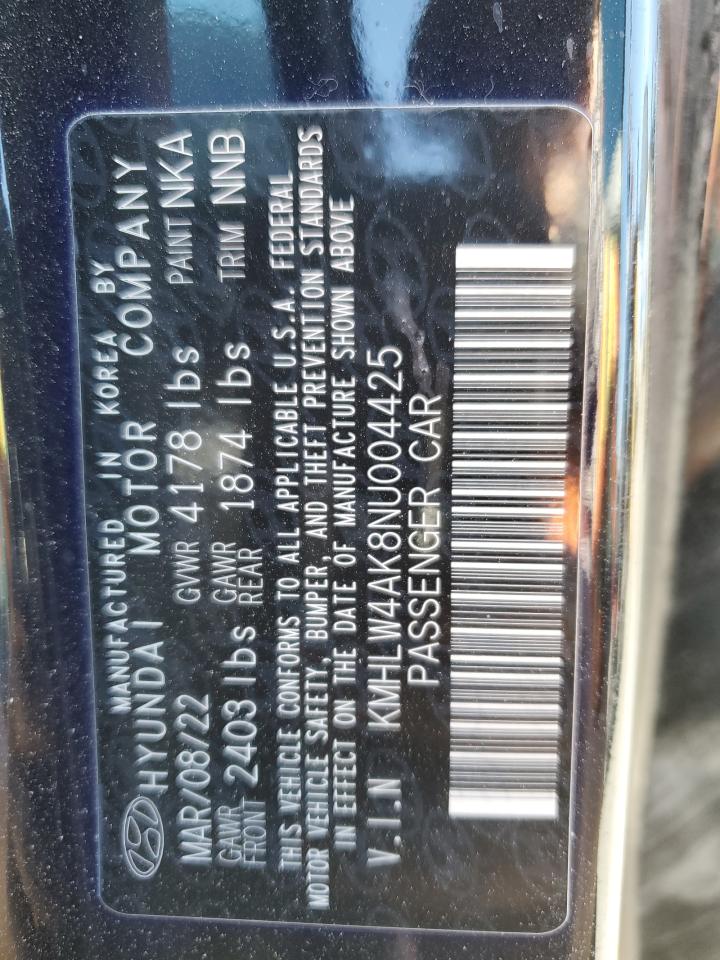 MANUFACTURED IN KOREA BY
HYUNDAI MOTOR COMPANY
MAR/08/22 GVWR 4178 lbs PAINT NKA
GAWR FRONT 2403 lbs GAWR REAR 1874 lbs TRIM NNB
THIS VEHICLE CONFORMS TO ALL APPLICABLE U.S.A. FEDERAL
MOTOR VEHICLE SAFETY, BUMPER, AND THEFT PREVENTION STANDARDS
IN EFFECT ON THE DATE OF MANUFACTURE SHOWN ABOVE
V.I.N KMHLW4AK8NU004425
PASSENGER CAR